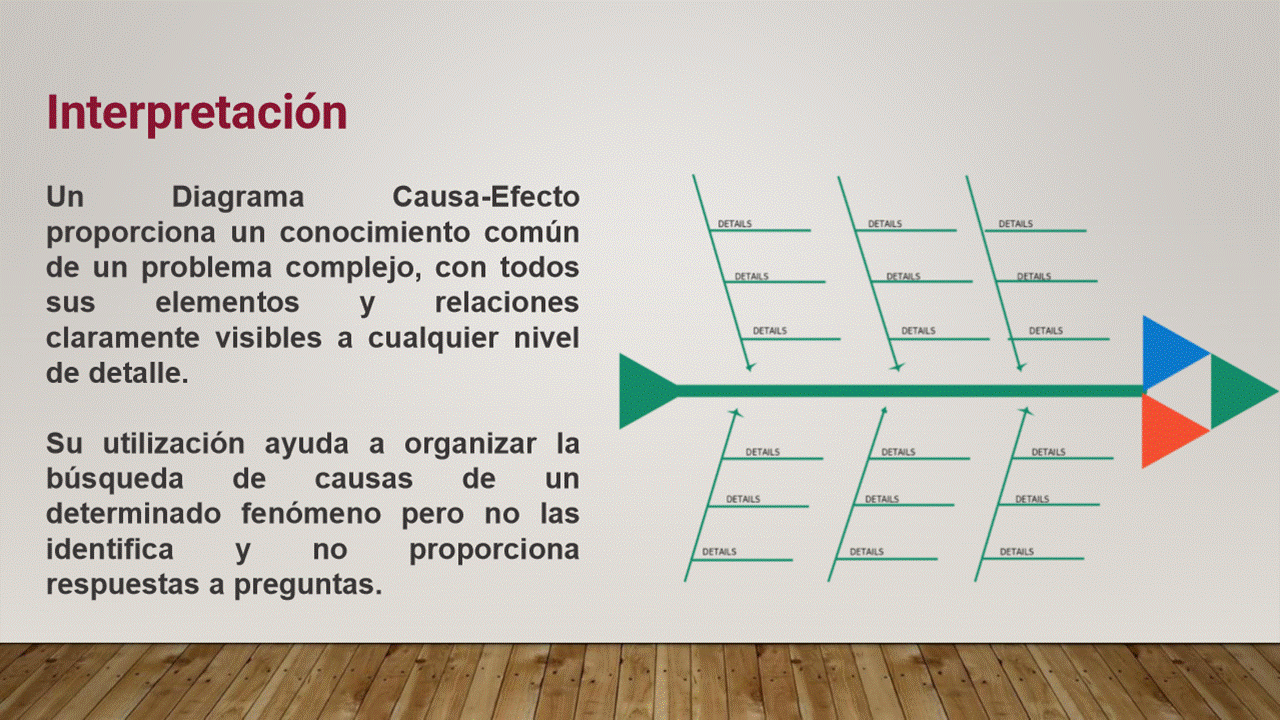 Interpretación
Un Diagrama Causa-Efecto
proporciona un conocimiento común
de un problema complejo, con todos
sus elementos y relaciones
claramente visibles a cualquier nivel
de detalle.
Su utilización ayuda a organizar la
búsqueda de causas de un
determinado fenómeno pero no las
identifica y no proporciona
respuestas a preguntas.
DETAILS DETAILS DETAILS
DETAILS DETAILS DETAILS
DETAILS DETAILS DETAILS
DETAILS DETAILS DETAILS
DETAILS DETAILS DETAILS
DETAILS DETAILS DETAILS